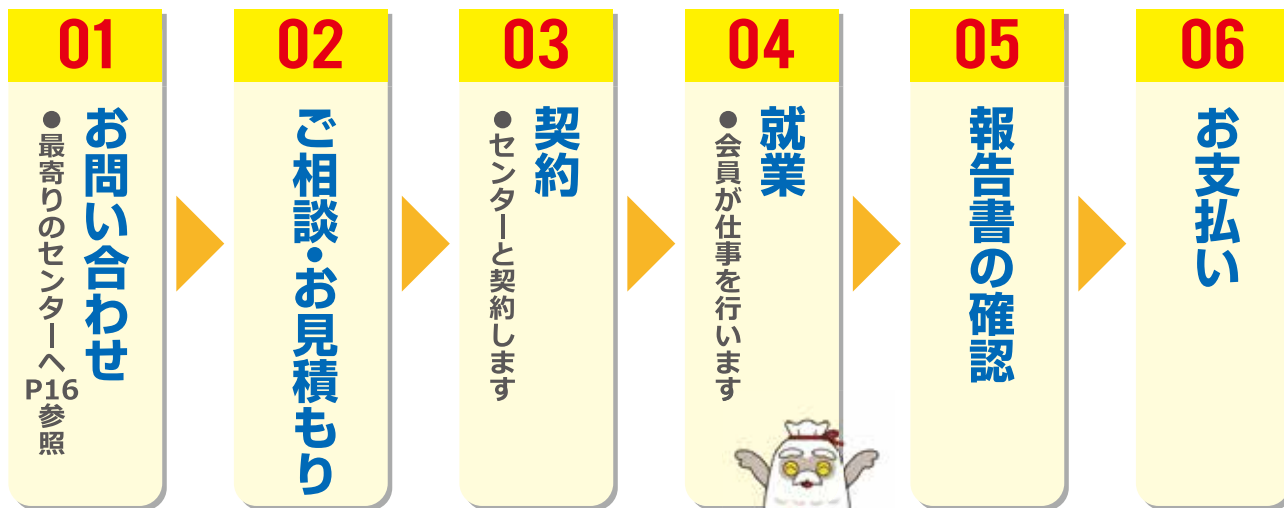 01
お問い合わせ
●最寄りのセンターへ
P16
参照
02
ご相談・お見積もり
03
契約
●センターと契約します
04
就業
●会員が仕事を行います
05
報告書の確認
06
お支払い